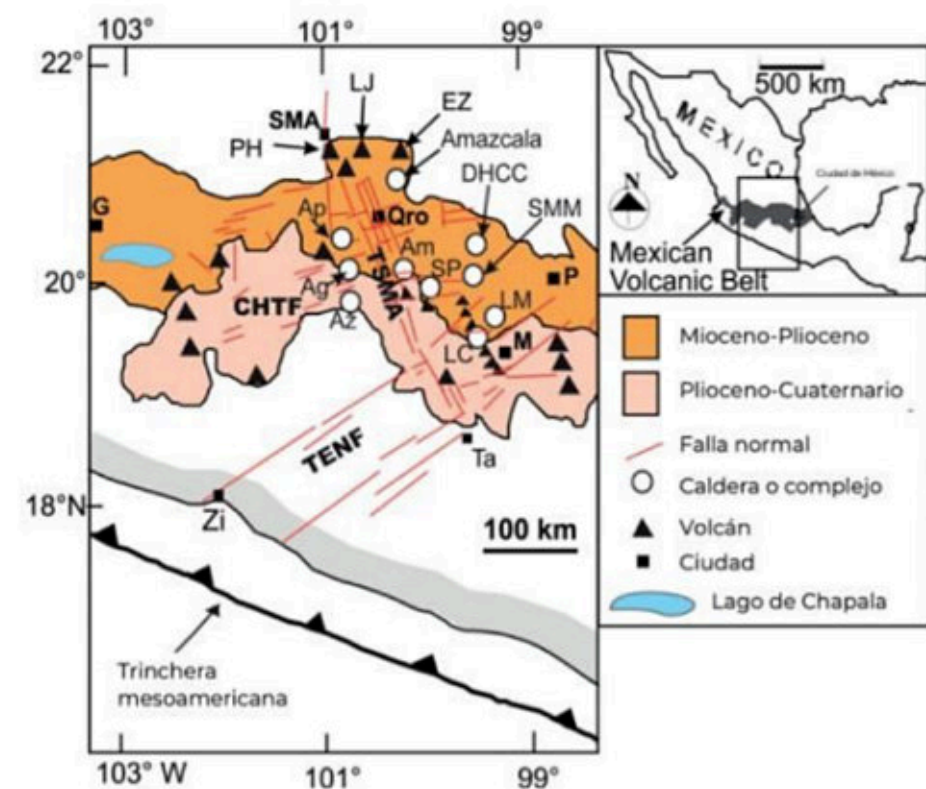 103°
101°
99°
22°
LJ
SMA
EZ
PH
Amazcala
DHCC
SMM
G
Ap
Qro
Am
20°
SP
P
Ag
TSMA
CHTF
Az
LM
LC
M
TENF
Ta
18°N
Zi
100 km
Trinchera
mesoamericana
103° W
101°
99°
500 km
MEXICO
Ciudad de México
N
Mexican
Volcanic Belt
Mioceno-Plioceno
Plioceno-Cuaternario
Falla normal
Caldera o complejo
Volcán
Ciudad
Lago de Chapala